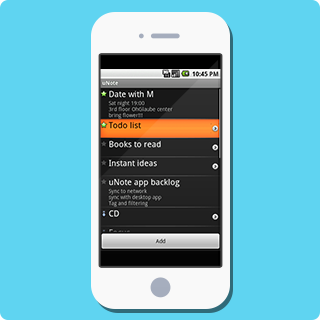 10:45 PM
uNote
Date with M
Sat night 19:00
3rd floor OhGlaube center
bring flower!!!
Todo list
Books to read
Instant ideas
uNote app backlog
Sync to network
sync with desktop app
Tag and filtering
CD
Add